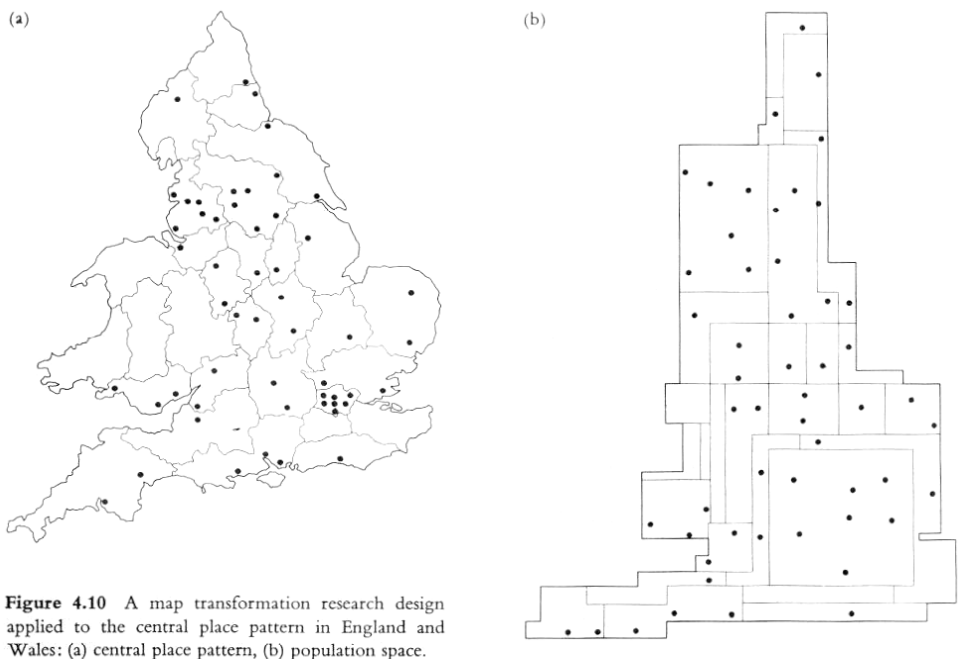 (a)
(b)
Figure 4.10 A map transformation research design
applied to the central place pattern in England and
Wales: (a) central place pattern, (b) population space.